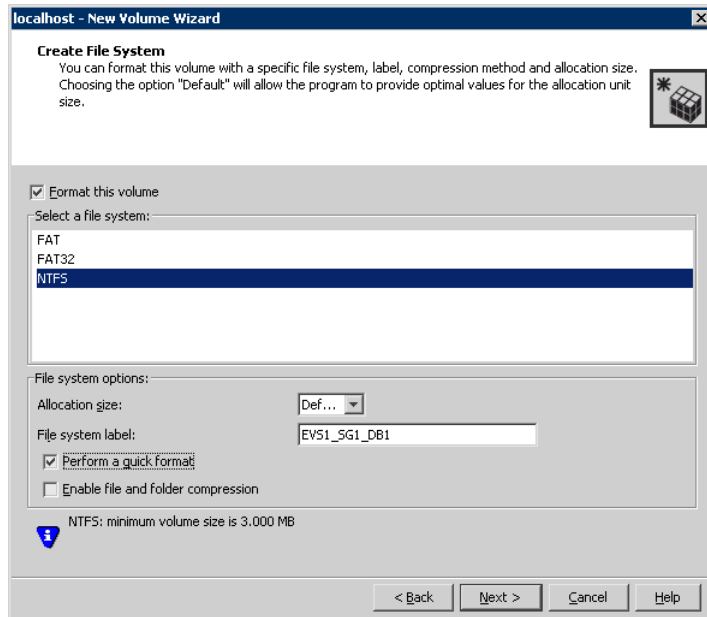 localhost - New Volume Wizard
Create File System
You can format this volume with a specific file system, label, compression method and allocation size.
Choosing the option "Default" will allow the program to provide optimal values for the allocation unit
size.
Format this volume
Select a file system:
FAT
FAT32
NTFS
File system options:
Allocation size:
Def...
File system label:
EVS1_SG1_DB1
Perform a quick format
Enable file and folder compression
NTFS: minimum volume size is 3.000 MB
< Back
Next >
Cancel
Help